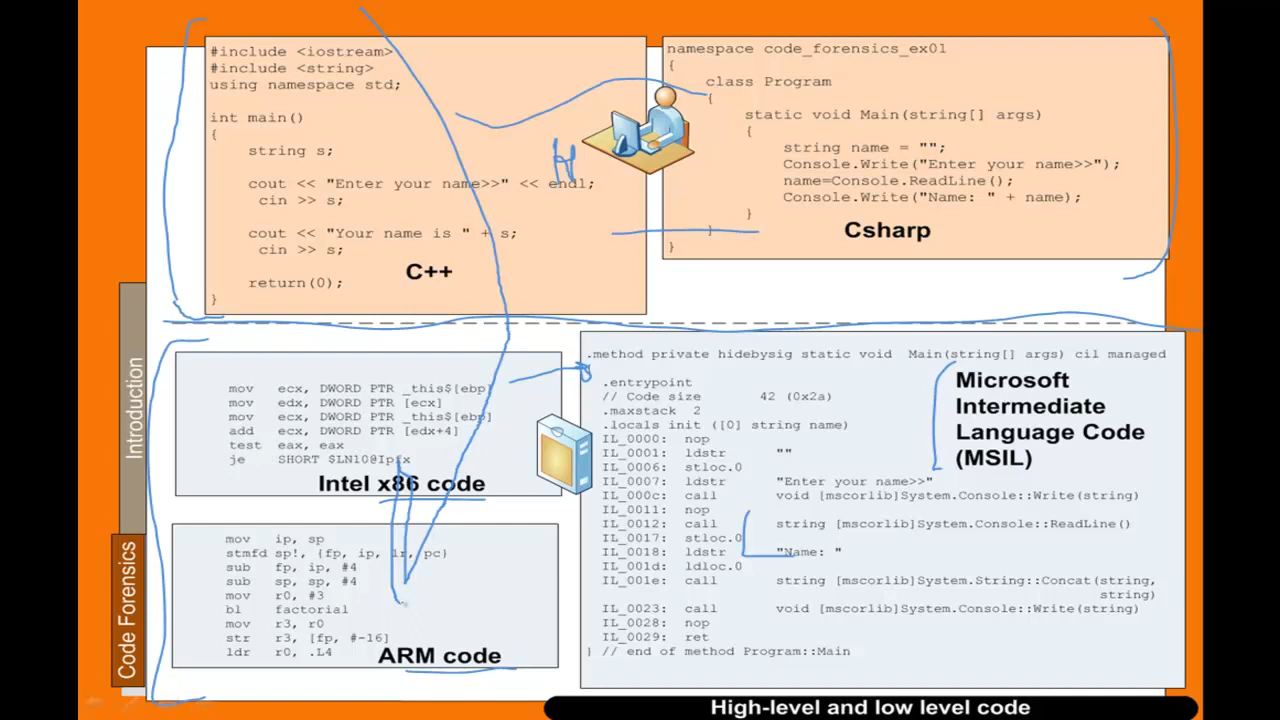 #include <iostream>
#include <string>
using namespace std;
int main()
{
string s;
cout << "Enter your name>>" << endl;
cin >> s;
cout << "Your name is " + s;
cin >> s;
return(0);
}
C++
namespace code_forensics_ex01
{
class Program
{
static void Main(string[] args)
{
string name = "";
Console.Write("Enter your name>>");
name=Console.ReadLine();
Console.Write("Name: " + name);
}
}
}
Csharp
H
Introduction
Code Forensics
mov ecx, DWORD PTR _this$[ebp]
mov edx, DWORD PTR [ecx]
mov ecx, DWORD PTR _this$[ebp]
add ecx, DWORD PTR [edx+4]
test eax, eax
je SHORT $LN10@Ipfx
Intel x86 code
mov ip, sp
stmfd sp!, {fp, ip, lr, pc}
sub fp, ip, #4
sub sp, sp, #4
mov r0, #3
bl factorial
mov r3, r0
str r3, [fp, #-16]
ldr r0, .L4
ARM code
.method private hidebysig static void Main(string[] args) cil managed
.entrypoint
// Code size 42 (0x2a)
.maxstack 2
.locals init ([0] string name)
IL_0000: nop
IL_0001: ldstr ""
IL_0006: stloc.0
IL_0007: ldstr "Enter your name>>"
IL_000c: call void [mscorlib]System.Console::Write(string)
IL_0011: nop
IL_0012: call string [mscorlib]System.Console::ReadLine()
IL_0017: stloc.0
IL_0018: ldstr "Name: "
IL_001d: ldloc.0
IL_001e: call string [mscorlib]System.String::Concat(string,
string)
IL_0023: call void [mscorlib]System.Console::Write(string)
IL_0028: nop
IL_0029: ret
} // end of method Program::Main
Microsoft
Intermediate
Language Code
(MSIL)
High-level and low level code